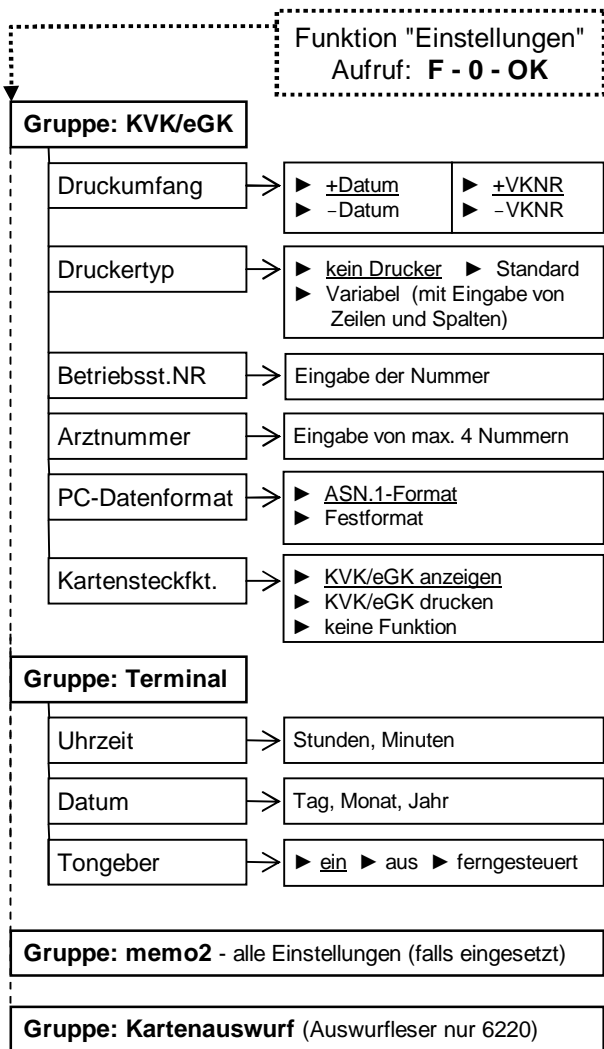 Funktion "Einstellungen"
Aufruf: F - 0 - OK
Gruppe: KVK/eGK
Druckumfang
► +Datum
► −Datum
► +VKNR
► −VKNR
Druckertyp
► kein Drucker ► Standard
► Variabel (mit Eingabe von
Zeilen und Spalten)
Betriebsst.NR
Eingabe der Nummer
Arztnummer
Eingabe von max. 4 Nummern
PC-Datenformat
► ASN.1-Format
► Festformat
Kartensteckfkt.
► KVK/eGK anzeigen
► KVK/eGK drucken
► keine Funktion
Gruppe: Terminal
Uhrzeit
Stunden, Minuten
Datum
Tag, Monat, Jahr
Tongeber
► ein ► aus ► ferngesteuert
Gruppe: memo2 - alle Einstellungen (falls eingesetzt)
Gruppe: Kartenauswurf (Auswurfleser nur 6220)